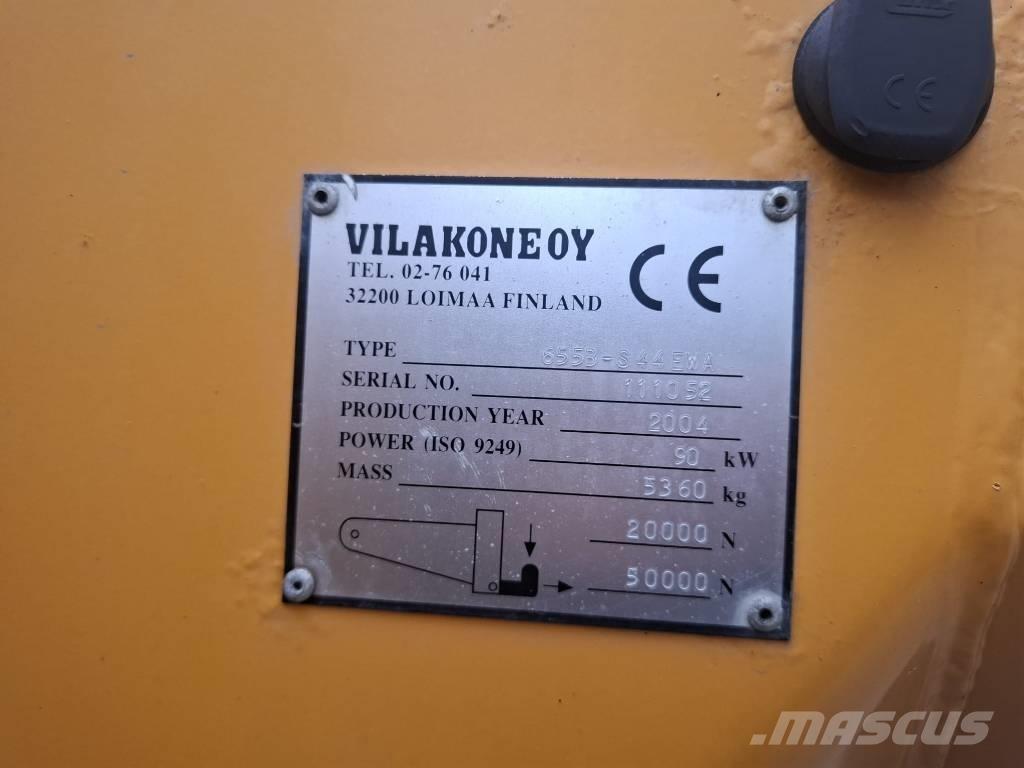 CE
VILAKONE OY
TEL. 02-76 041
32200 LOIMAA FINLAND
CE
TYPE 655B-S44EWA
SERIAL NO. 111052
PRODUCTION YEAR 2004
POWER (ISO 9249) 90 kW
MASS 5360 kg
20000 N
50000 N
MASCUS